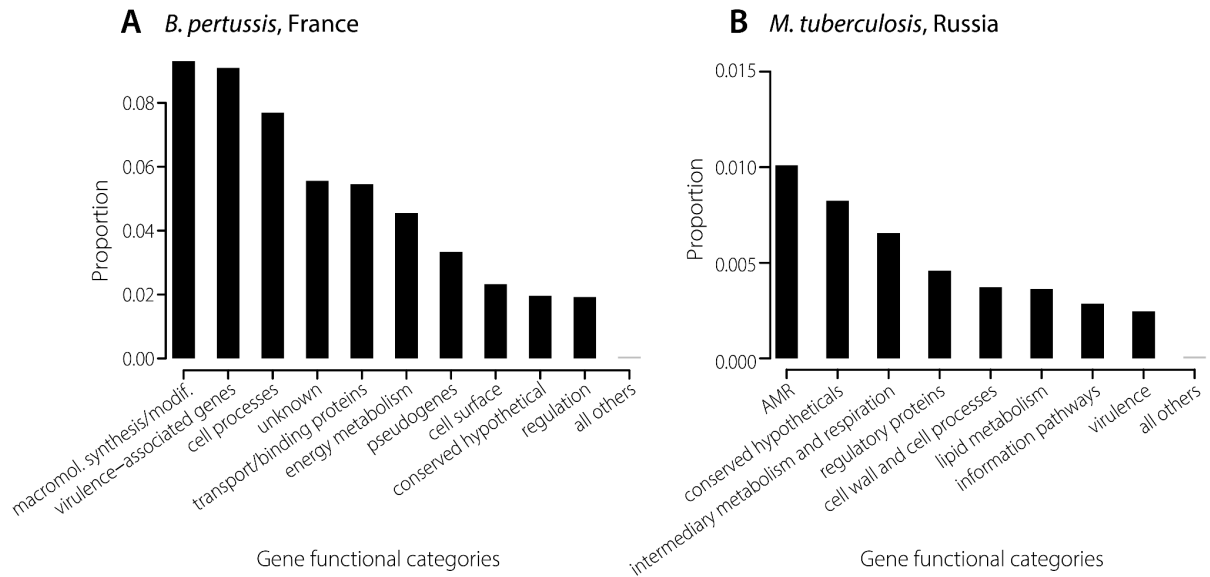 A B. pertussis, France
Proportion
0.08
0.06
0.04
0.02
0.00
macromol. synthesis/modif.
virulence–associated genes
cell processes
unknown
transport/binding proteins
energy metabolism
pseudogenes
cell surface
conserved hypothetical
regulation
all others
Gene functional categories
B M. tuberculosis, Russia
Proportion
0.015
0.010
0.005
0.000
AMR
conserved hypotheticals
intermediary metabolism and respiration
regulatory proteins
cell wall and cell processes
lipid metabolism
information pathways
virulence
all others
Gene functional categories